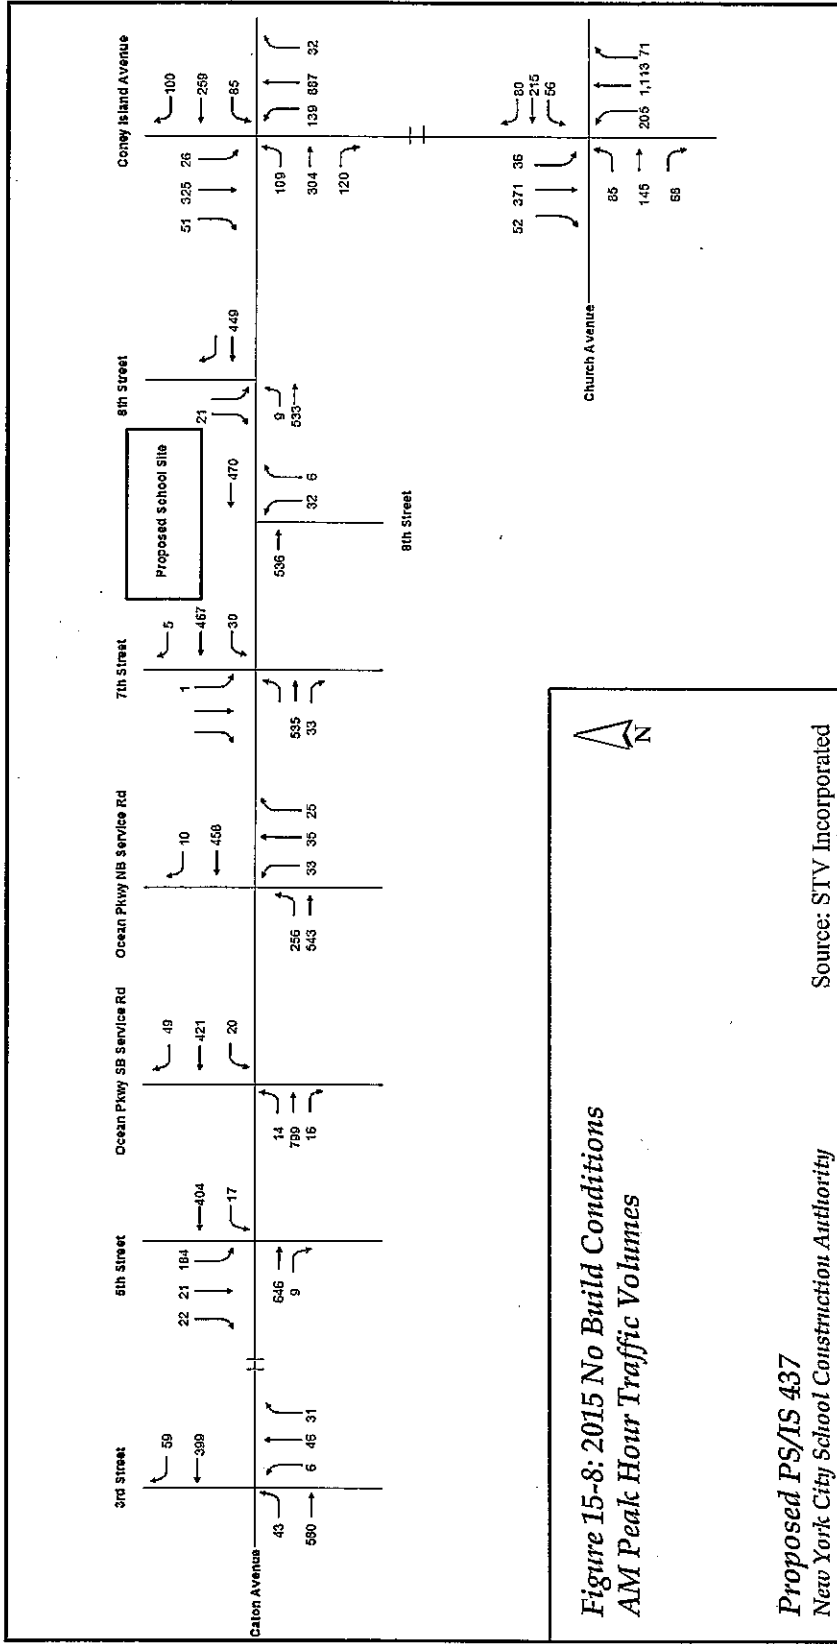 3rd Street
5th Street
Ocean Pkwy SB Service Rd
Ocean Pkwy NB Service Rd
7th Street
8th Street
Coney Island Avenue
59
399
22 21 184
404
17
49
421
20
10
458
1
5
467
30
Proposed School Site
470
21
449
51 325 26
100
259
85
Caton Avenue
43
580
6 46 31
646
9
14
799
16
256
543
33 35 25
535
33
536
32 6
8th Street
9
533
109
304
120
139 887 32
52 371 36
80
215
56
Church Avenue
85
145
68
205 1,113 71
N
Figure 15-8: 2015 No Build Conditions
AM Peak Hour Traffic Volumes
Proposed PS/IS 437
New York City School Construction Authority
Source: STV Incorporated